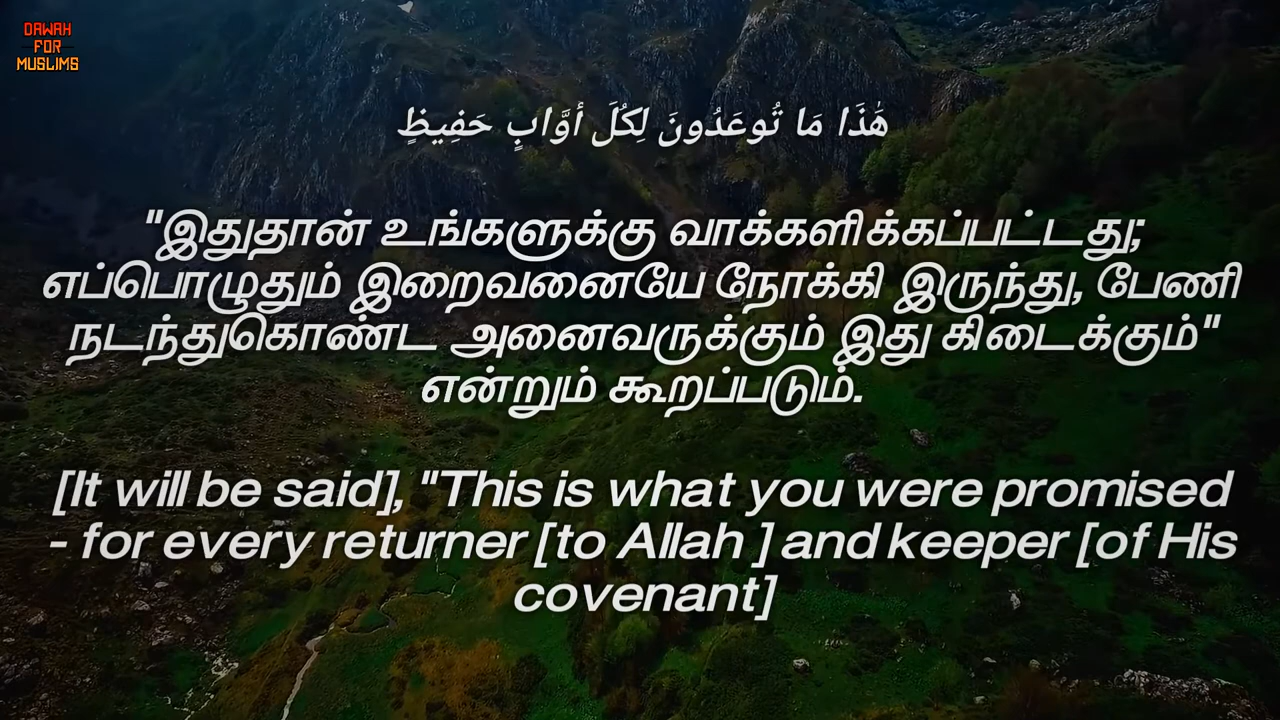 DAWAH
FOR
MUSLIMS
هَٰذَا مَا تُوعَدُونَ لِكُلَ أوَّابٍ حَفِيظٍ
"இதுதான் உங்களுக்கு வாக்களிக்கப்பட்டது;
எப்பொழுதும் இறைவனையே நோக்கி இருந்து, பேணி
நடந்துகொண்ட அனைவருக்கும் இது கிடைக்கும்"
என்றும் கூறப்படும்.
[It will be said], "This is what you were promised
- for every returner [to Allah ] and keeper [of His
covenant]